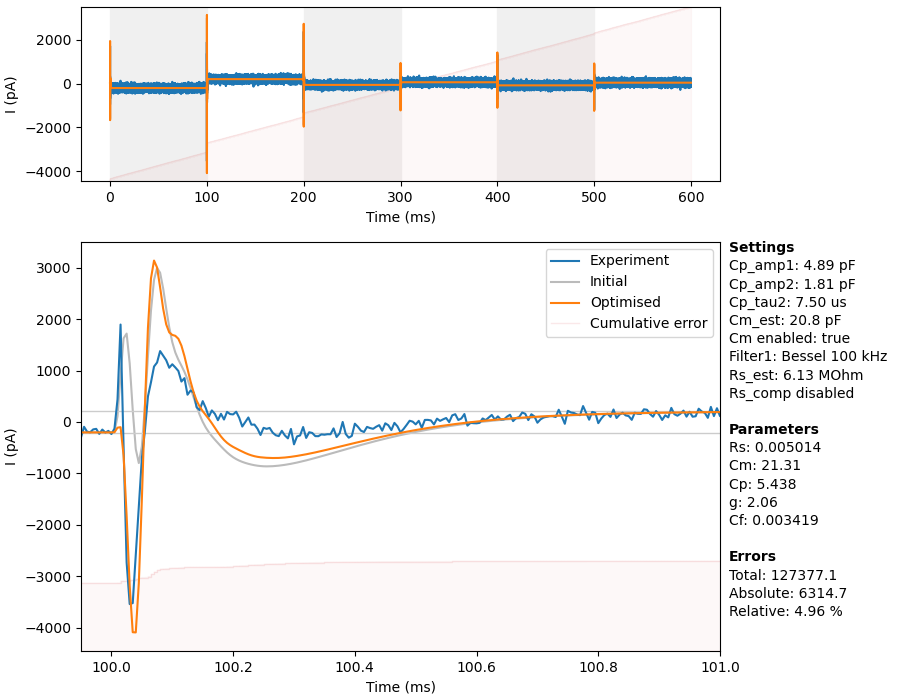 2000
0
−2000
−4000
I (pA)
0 100 200 300 400 500 600
Time (ms)
3000
2000
1000
0
−1000
−2000
−3000
−4000
I (pA)
100.0 100.2 100.4 100.6 100.8 101.0
Time (ms)
Experiment
Initial
Optimised
Cumulative error
Settings
Cp_amp1: 4.89 pF
Cp_amp2: 1.81 pF
Cp_tau2: 7.50 us
Cm_est: 20.8 pF
Cm enabled: true
Filter1: Bessel 100 kHz
Rs_est: 6.13 MOhm
Rs_comp disabled
Parameters
Rs: 0.005014
Cm: 21.31
Cp: 5.438
g: 2.06
Cf: 0.003419
Errors
Total: 127377.1
Absolute: 6314.7
Relative: 4.96 %